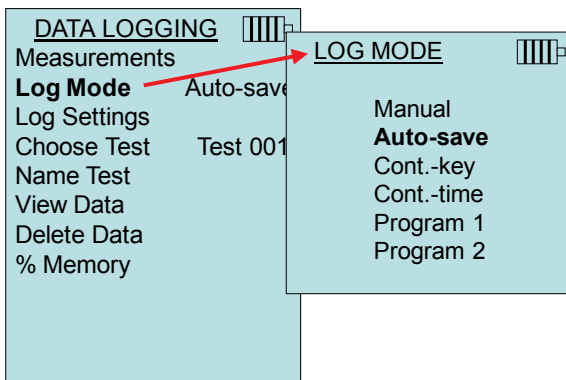 DATA LOGGING
Measurements
Log Mode Auto-save
Log Settings
Choose Test Test 001
Name Test
View Data
Delete Data
% Memory
LOG MODE
Manual
Auto-save
Cont.-key
Cont.-time
Program 1
Program 2